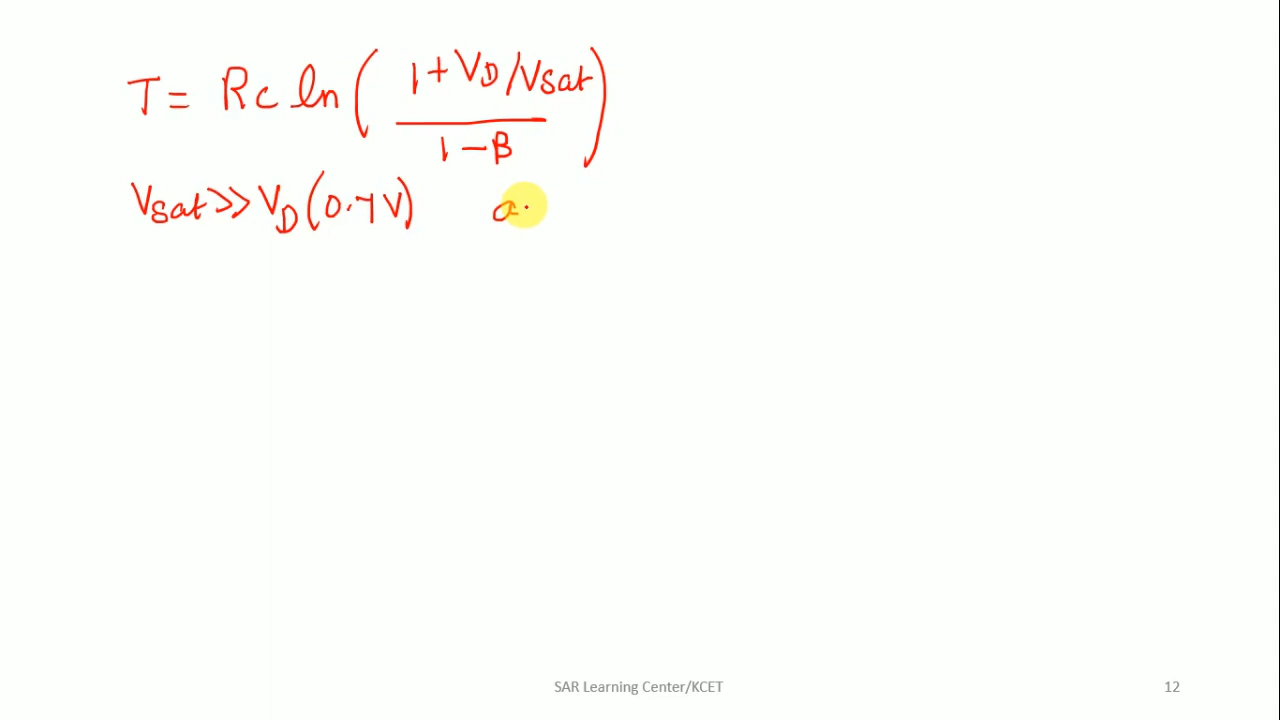 T = RC ln ( 1 + VD/Vsat / 1 - β )
Vsat >> VD (0.7V) a
SAR Learning Center/KCET 12